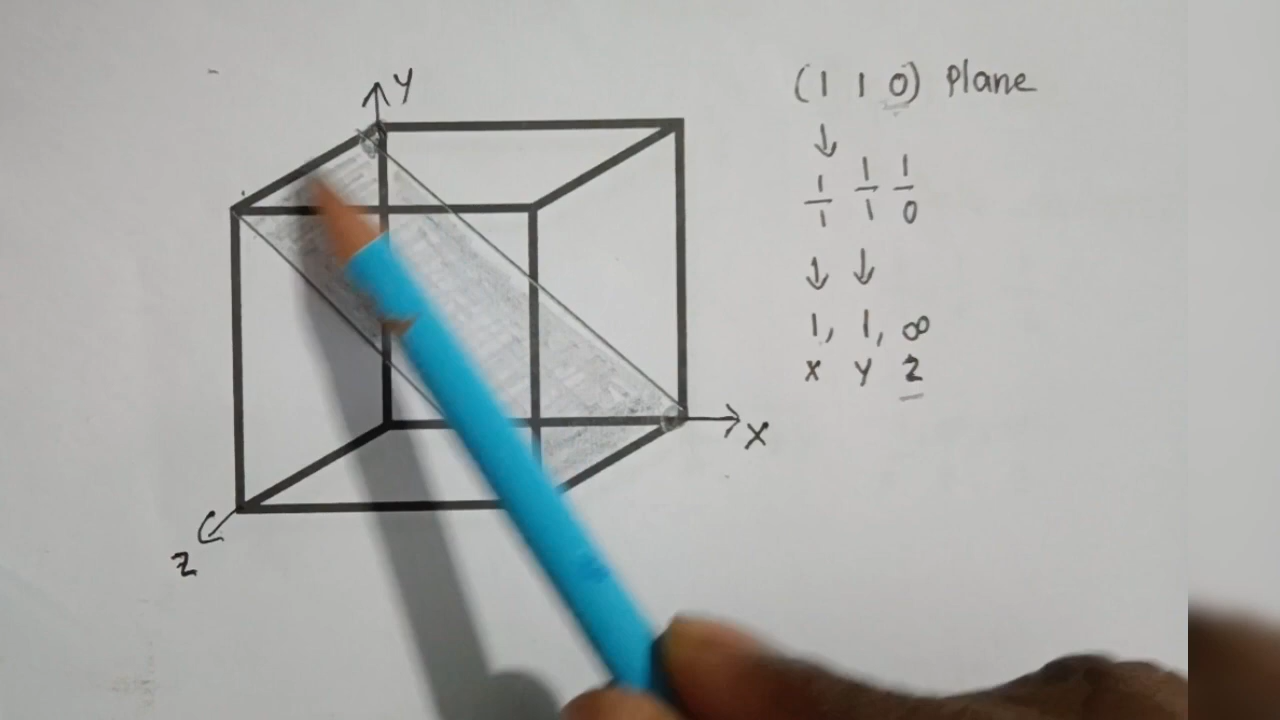 Y
(1 1 0) Plane
↓
1/1 1/1 1/0
↓ ↓
1, 1, ∞
X Y Z
X
Z